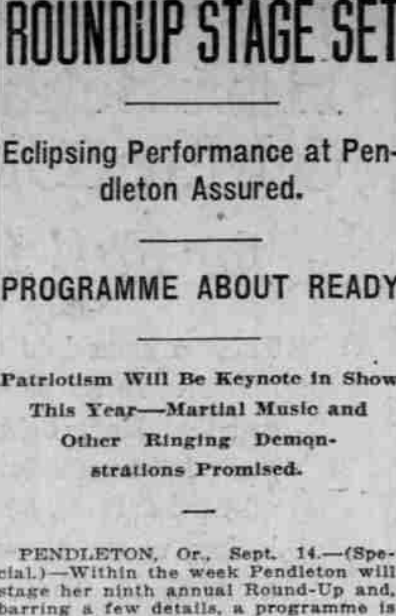 ROUNDUP STAGE SET
Eclipsing Performance at Pen-
dleton Assured.
PROGRAMME ABOUT READY
Patriotism Will Be Keynote in Show
This Year—Martial Music and
Other Ringing Demon-
strations Promised.
PENDLETON, Or., Sept. 14.—(Spe-
cial.)—Within the week Pendleton will
stage her ninth annual Round-Up and,
barring a few details, a programme is